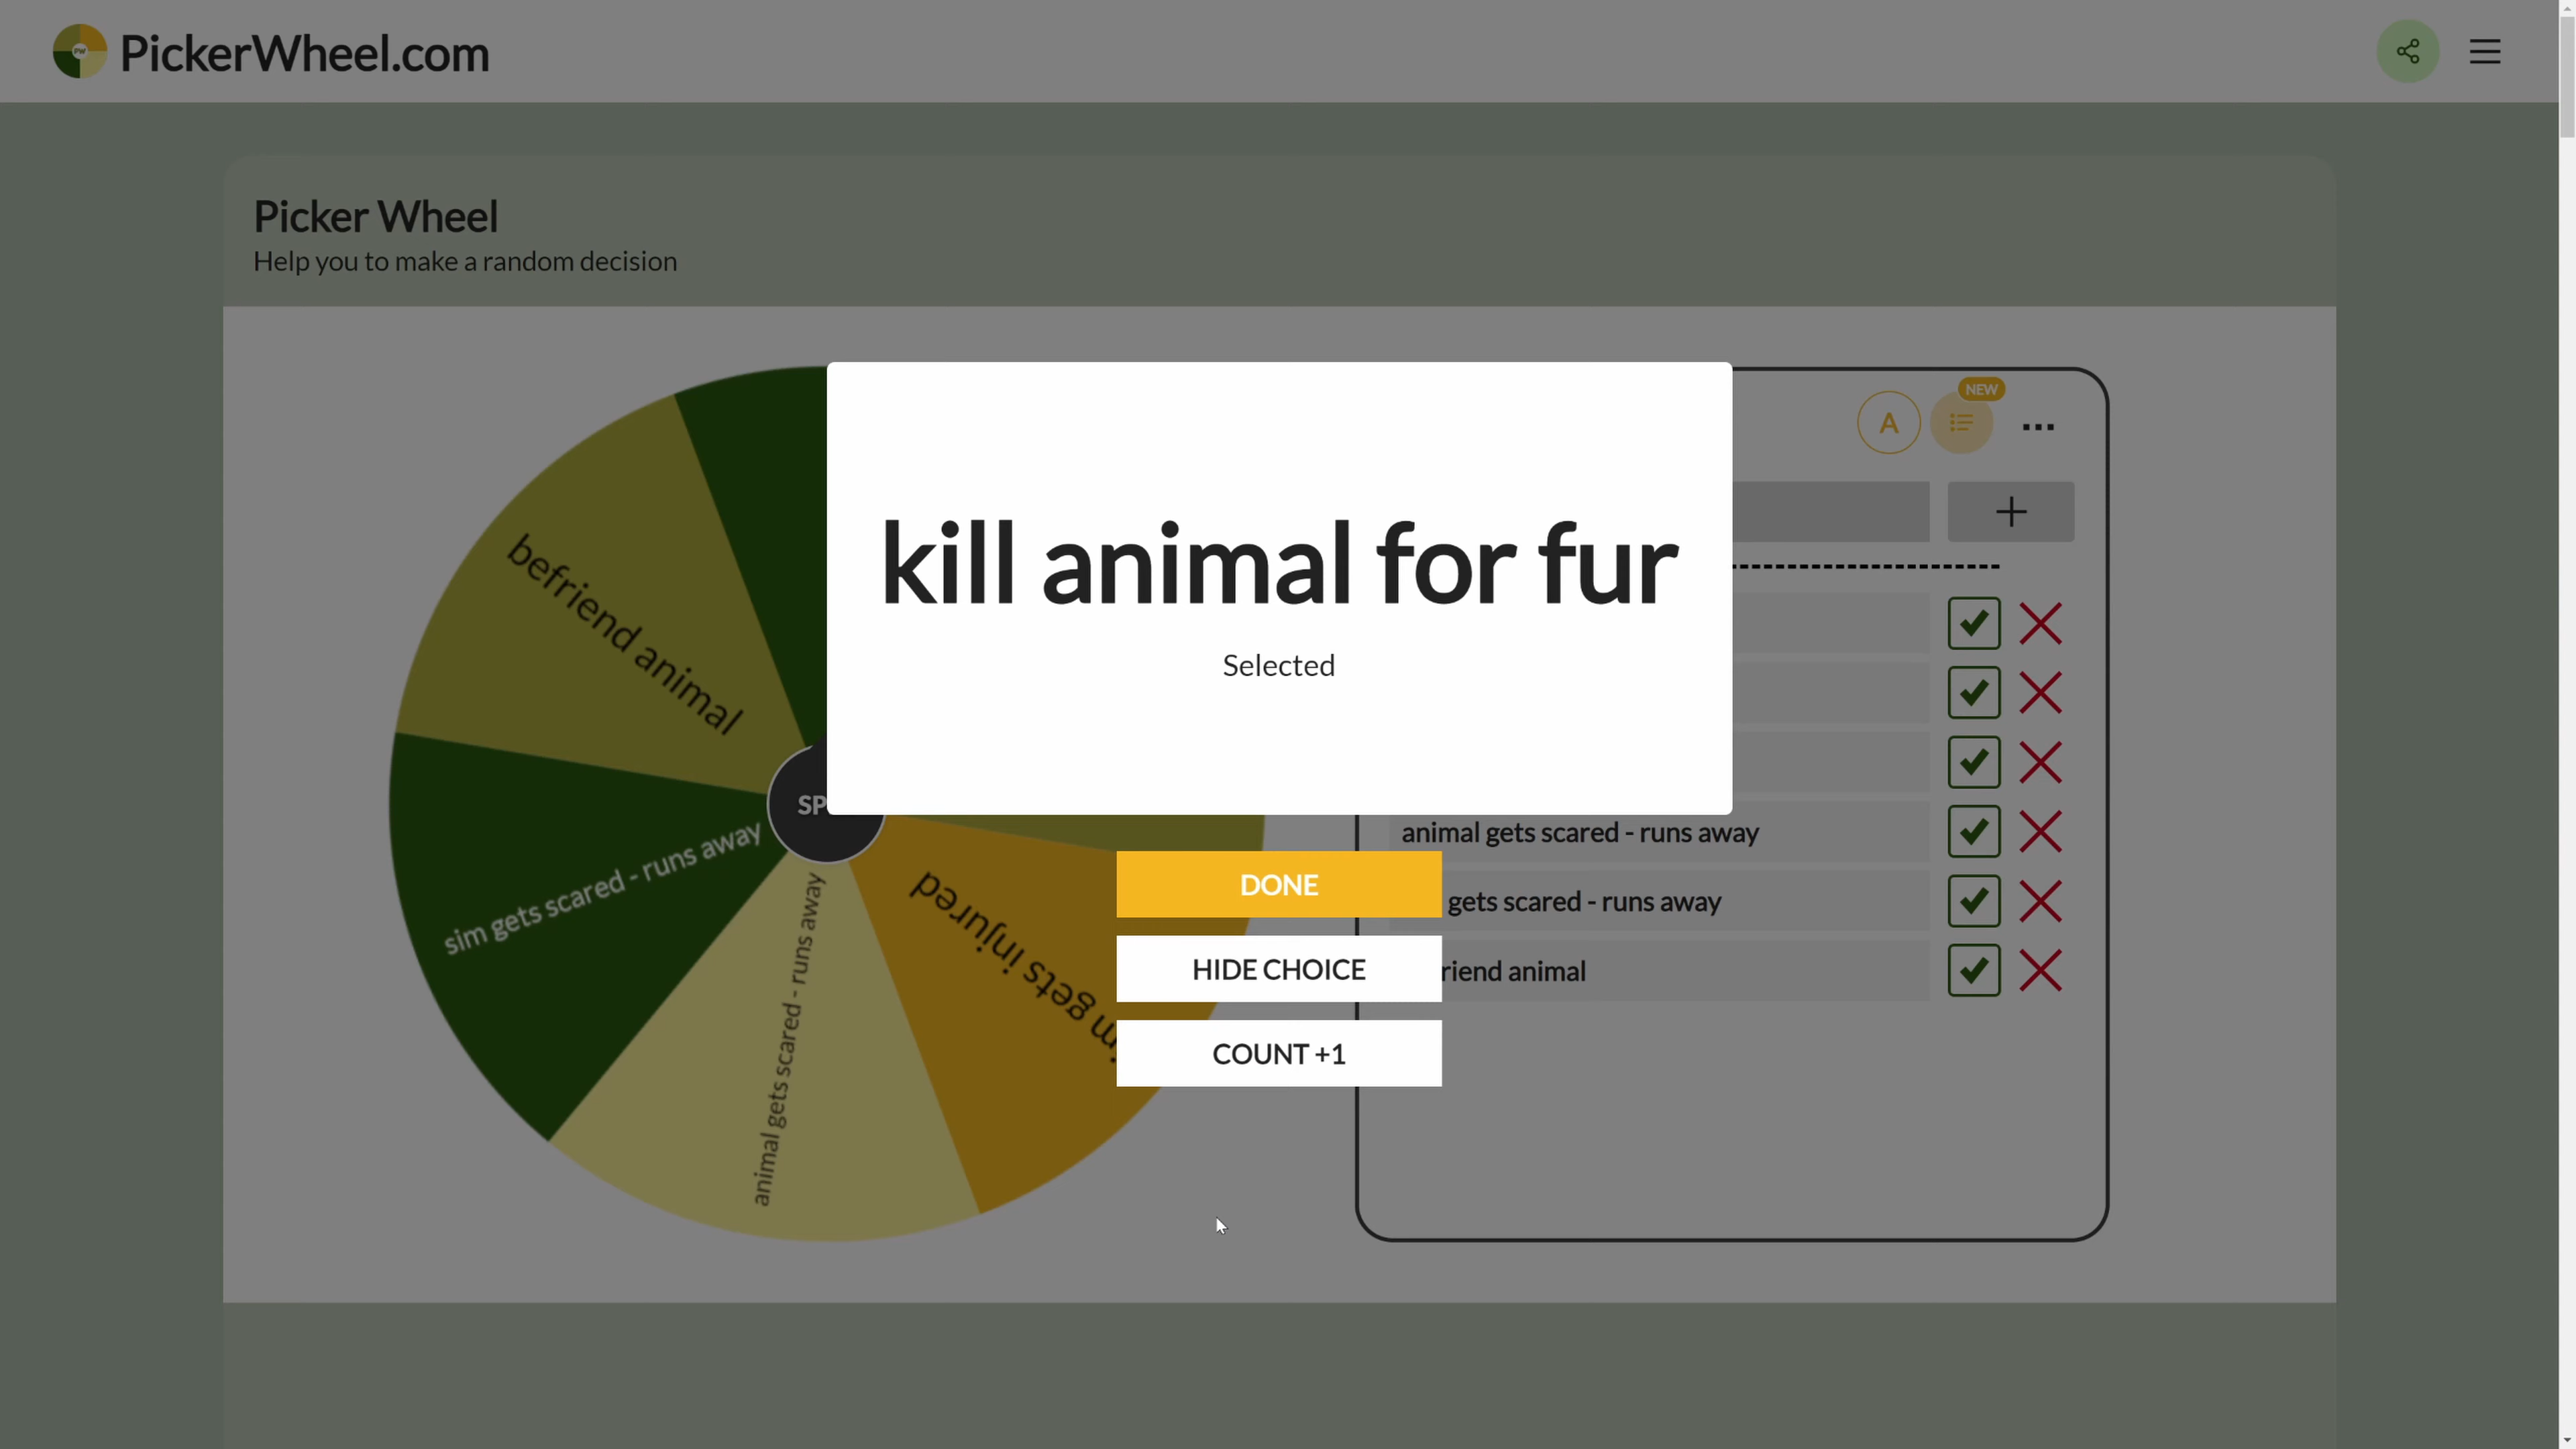 PW
PickerWheel.com
Picker Wheel
Help you to make a random decision
NEW
A
...
befriend animal
kill animal for fur
Selected
sim gets scared - runs away
animal gets scared - runs away
gets injured
animal gets scared - runs away
gets scared - runs away
animal
DONE
HIDE CHOICE
COUNT +1